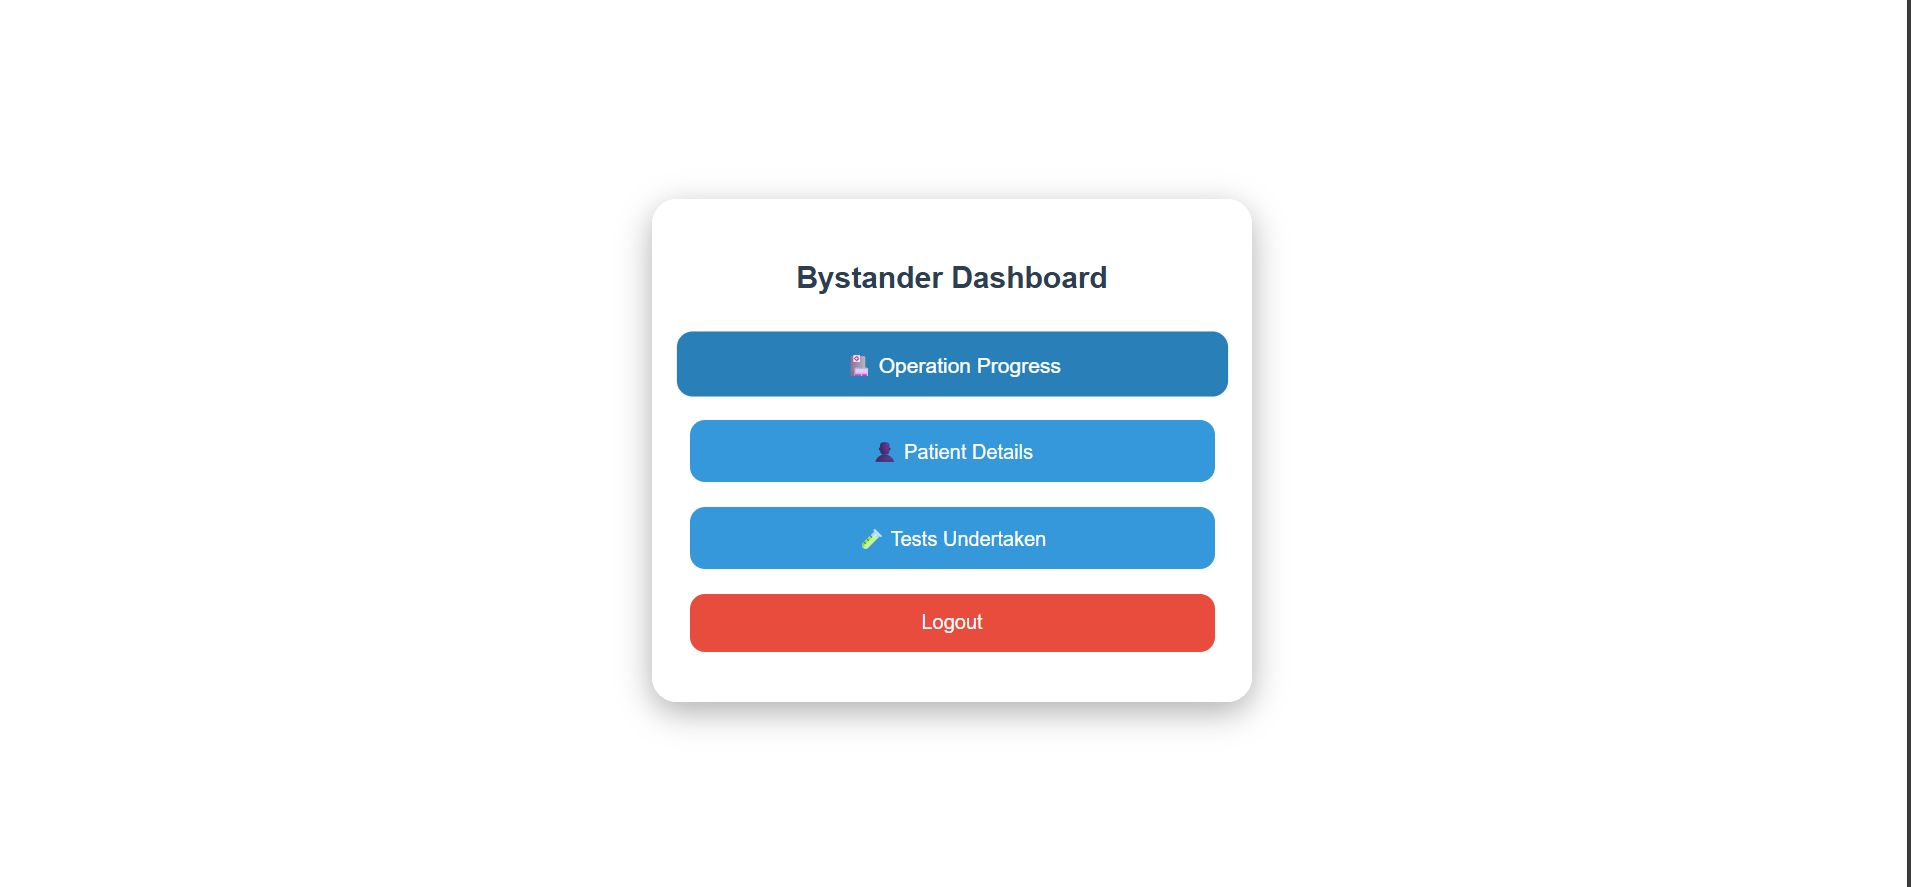 Bystander Dashboard
🏥 Operation Progress
👤 Patient Details
🧪 Tests Undertaken
Logout